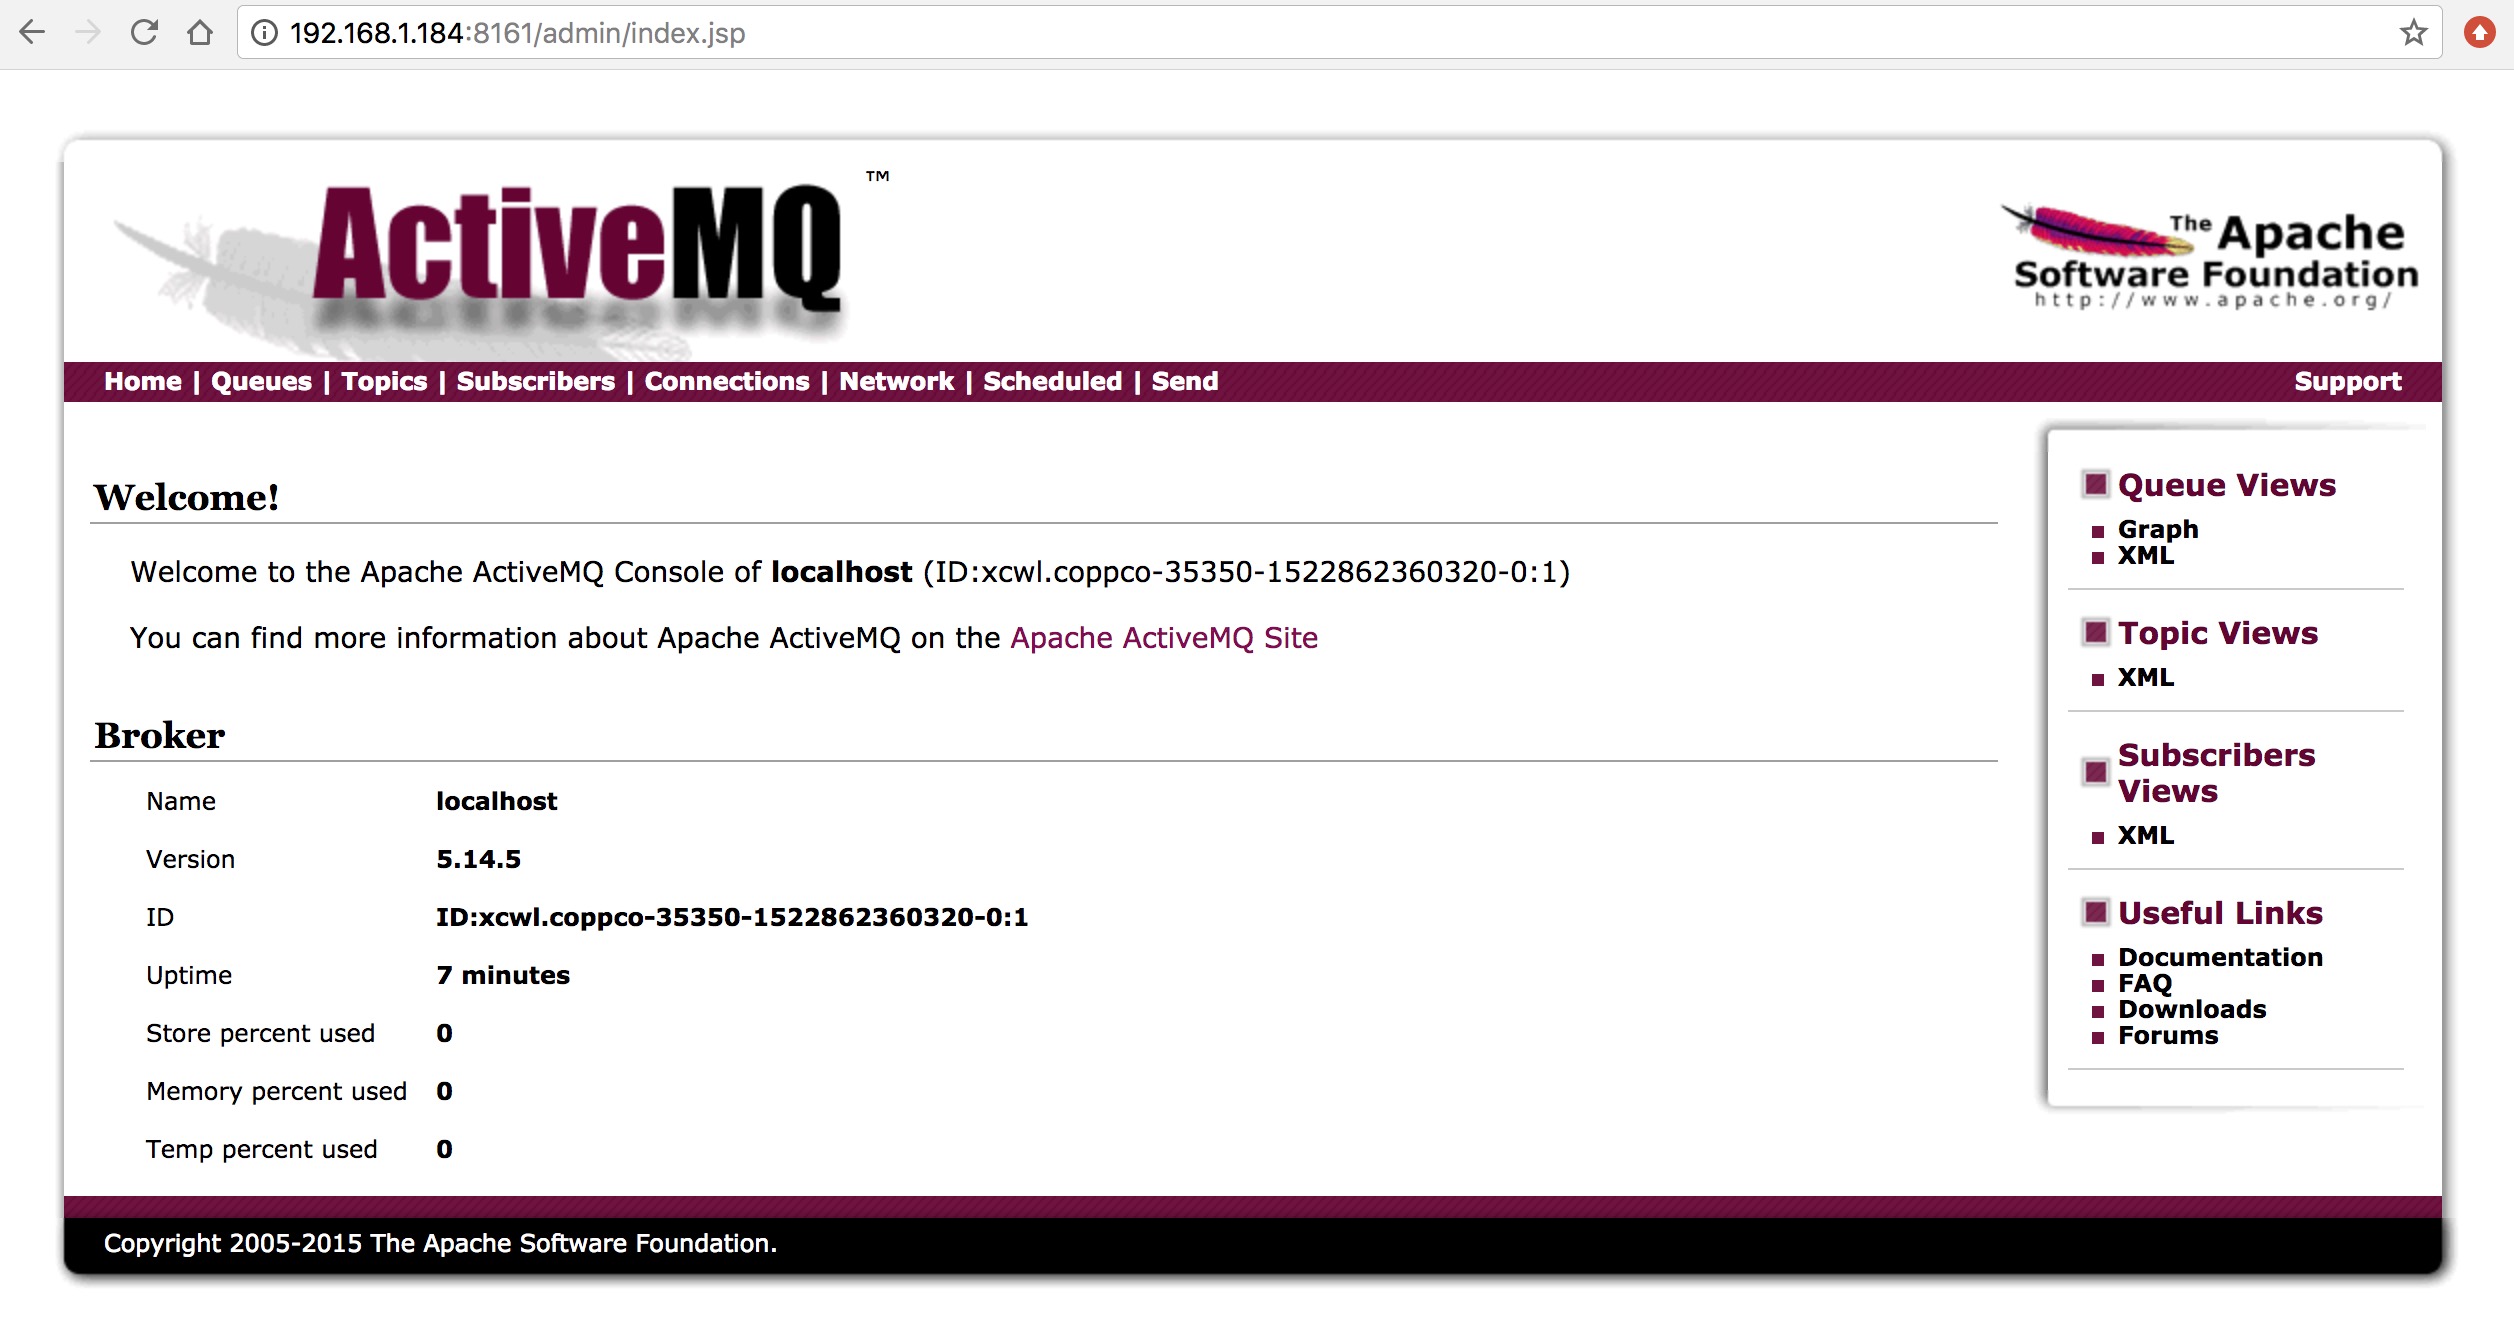 192.168.1.184:8161/admin/index.jsp
ActiveMQ ™
The Apache
Software Foundation
http://www.apache.org/
Home | Queues | Topics | Subscribers | Connections | Network | Scheduled | Send
Support
Welcome!
Welcome to the Apache ActiveMQ Console of localhost (ID:xcwl.coppco-35350-1522862360320-0:1)
You can find more information about Apache ActiveMQ on the Apache ActiveMQ Site
Broker
Name localhost
Version 5.14.5
ID ID:xcwl.coppco-35350-1522862360320-0:1
Uptime 7 minutes
Store percent used 0
Memory percent used 0
Temp percent used 0
Queue Views
Graph
XML
Topic Views
XML
Subscribers
Views
XML
Useful Links
Documentation
FAQ
Downloads
Forums
Copyright 2005-2015 The Apache Software Foundation.